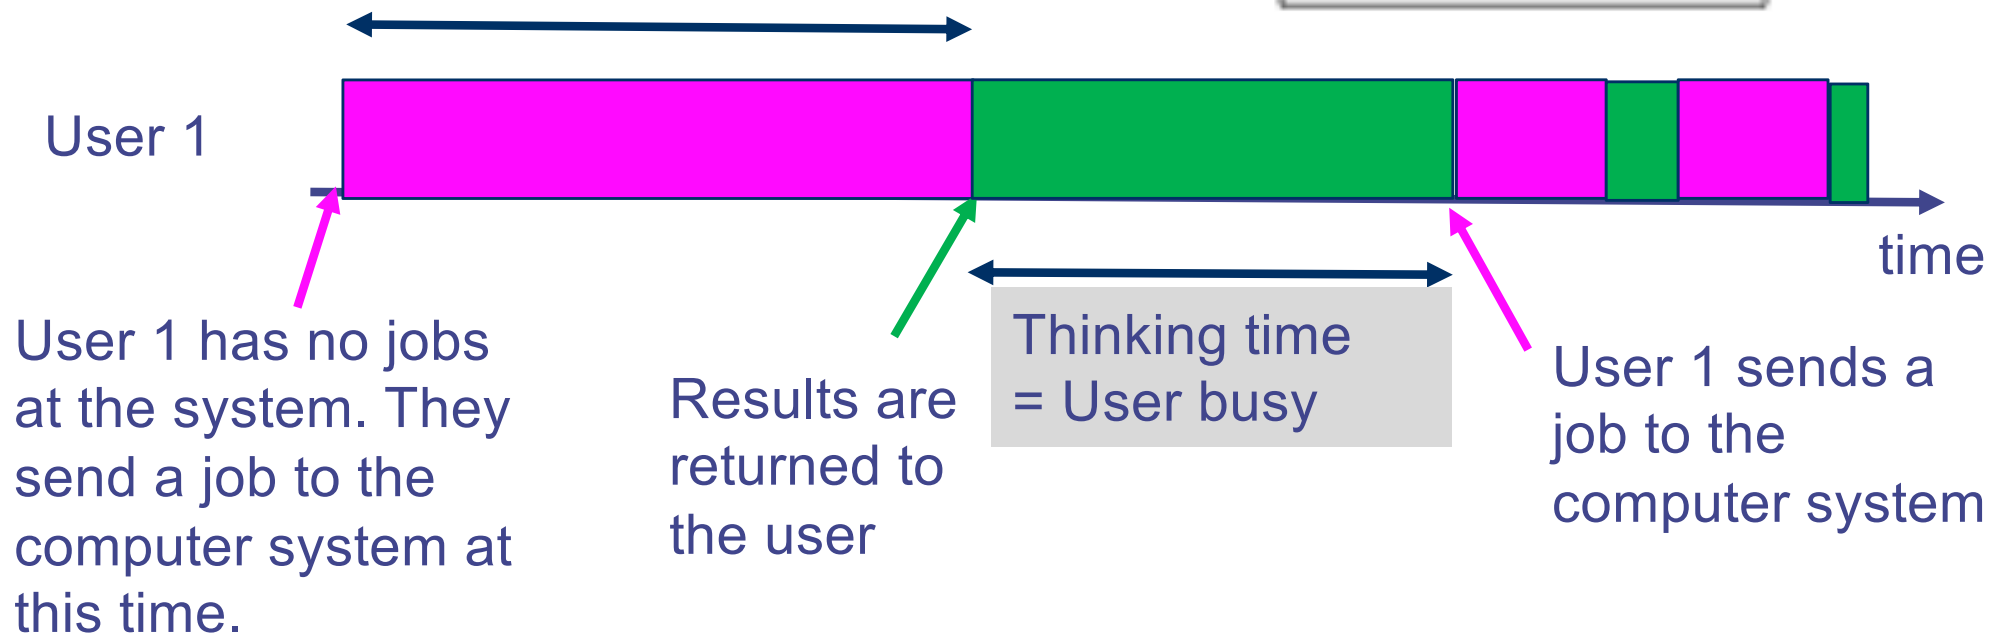 User 1
time
User 1 has no jobs
at the system. They
send a job to the
computer system at
this time.
Results are
returned to
the user
Thinking time
= User busy
User 1 sends a
job to the
computer system